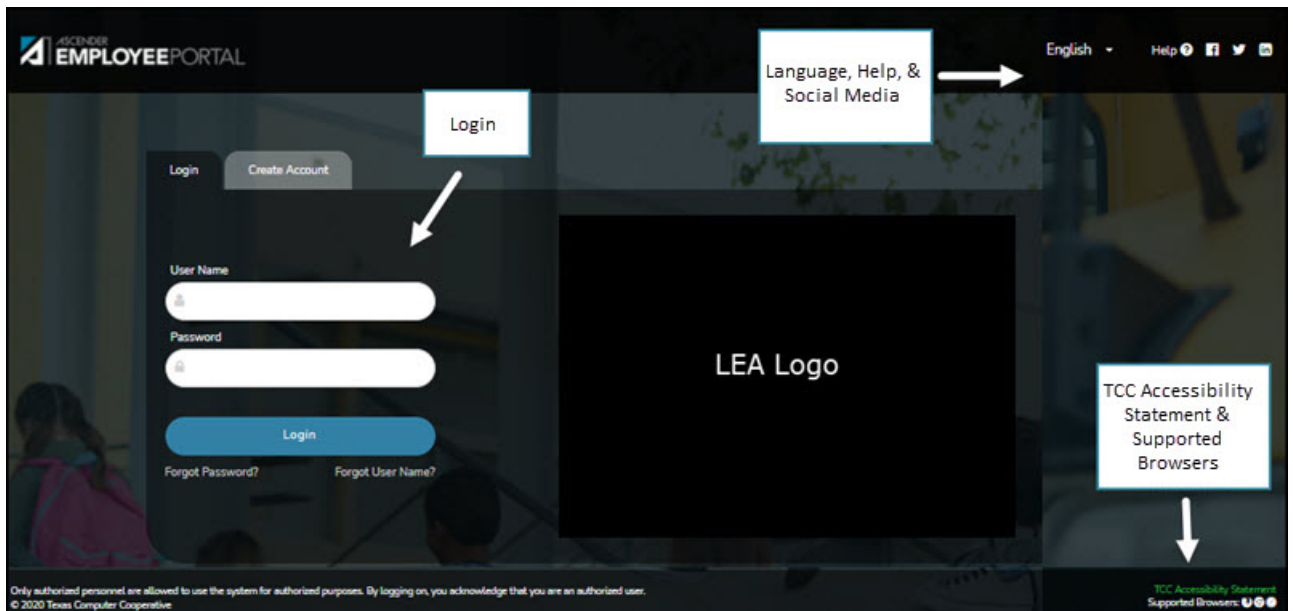 ASCENDER
EMPLOYEEPORTAL
Language, Help, &
Social Media
English
Help
Login
Login
Create Account
User Name
Password
LEA Logo
Login
Forgot Password?
Forgot User Name?
TCC Accessibility
Statement &
Supported
Browsers
Only authorized personnel are allowed to use the system for authorized purposes. By logging on, you acknowledge that you are an authorized user.
© 2020 Texas Computer Cooperative
TCC Accessibility Statement
Supported Browsers: